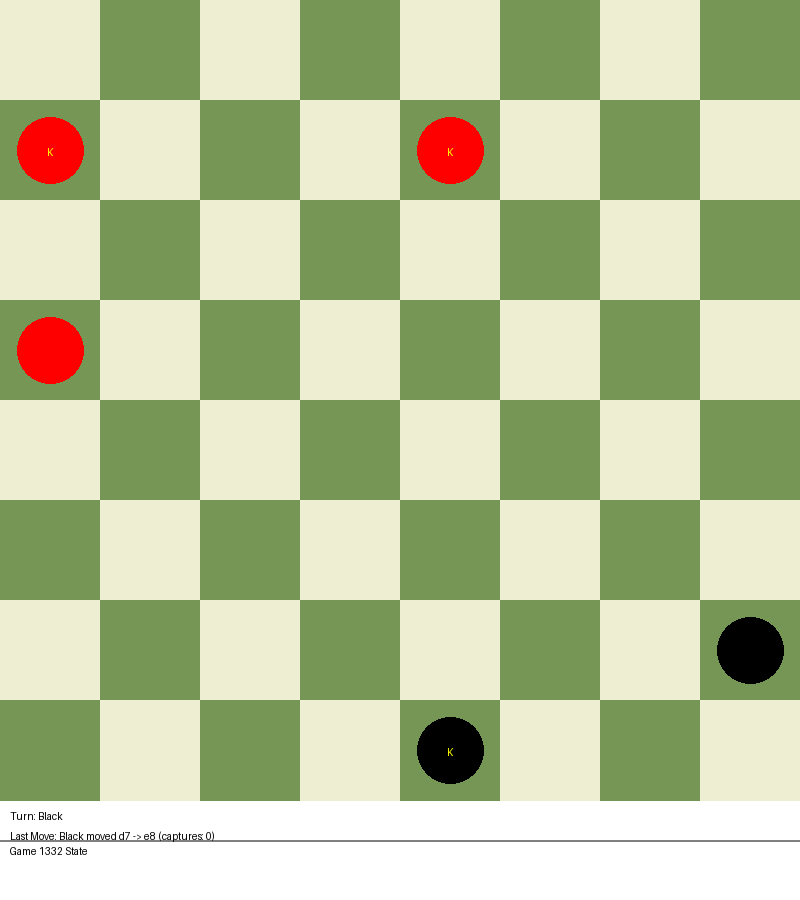 K
K
K
Turn: Black
Last Move: Black moved d7 -> e8 (captures: 0)
Game 1332 State